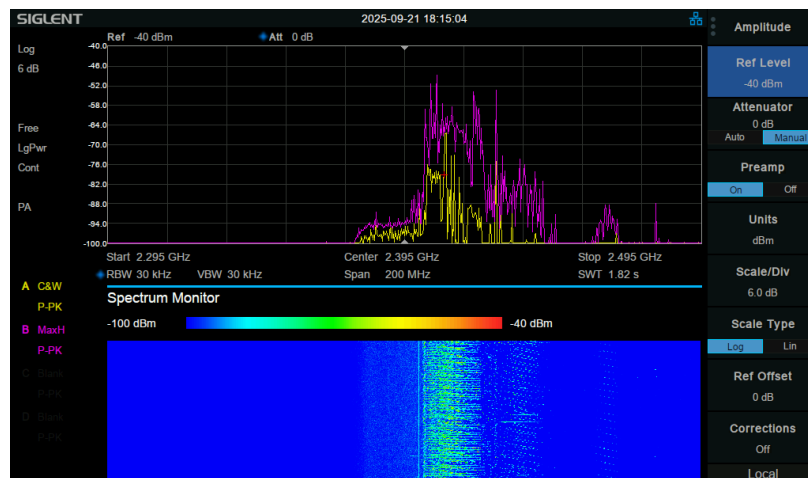 SIGLENT
2025-09-21 18:15:04
Ref -40 dBm
Att 0 dB
Log
6 dB
Free
LgPwr
Cont
PA
-40.0
-46.0
-52.0
-58.0
-64.0
-70.0
-76.0
-82.0
-88.0
-94.0
-100.0
Start 2.295 GHz
Center 2.395 GHz
Stop 2.495 GHz
RBW 30 kHz
VBW 30 kHz
Span 200 MHz
SWT 1.82 s
A C&W
P-PK
B MaxH
P-PK
C Blank
P-PK
D Blank
P-PK
Spectrum Monitor
-100 dBm
-40 dBm
Amplitude
Ref Level
-40 dBm
Attenuator
0 dB
Auto Manual
Preamp
On Off
Units
dBm
Scale/Div
6.0 dB
Scale Type
Log Lin
Ref Offset
0 dB
Corrections
Off
Local